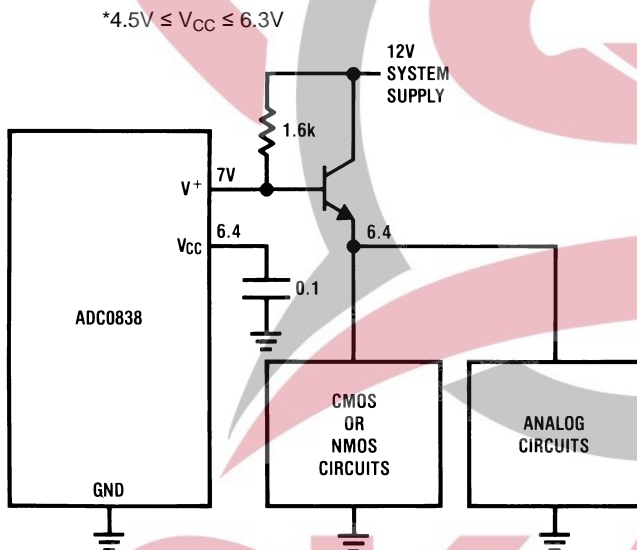 *4.5V ≤ VCC ≤ 6.3V
12V
SYSTEM
SUPPLY
1.6k
V+
7V
6.4
VCC
6.4
0.1
ADC0838
CMOS
OR
NMOS
CIRCUITS
ANALOG
CIRCUITS
GND